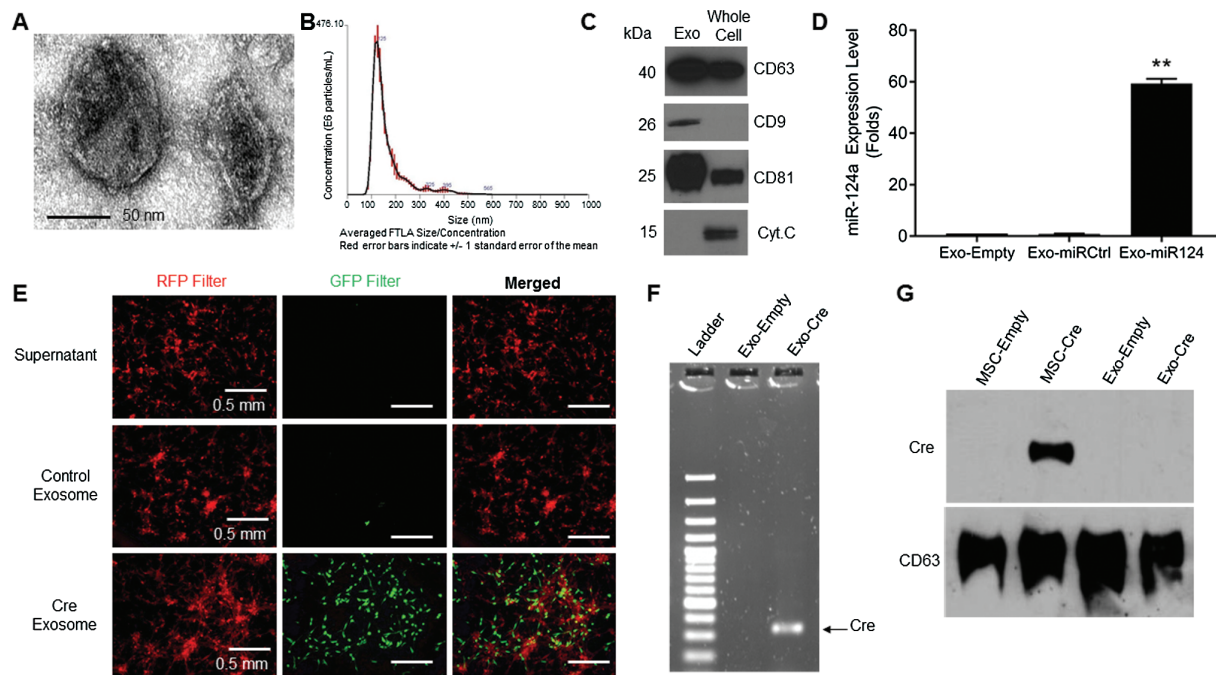 A
50 nm
B
476.10
Concentration (E6 particles/mL)
125
395
565
0 100 200 300 400 500 600 700 800 900 1000
Size (nm)
Averaged FTLA Size/Concentration
Red error bars indicate +/- 1 standard error of the mean
C
kDa
Exo
Whole
Cell
40
CD63
26
CD9
25
CD81
15
Cyt.C
D
miR-124a Expression Level
(Folds)
80
60
40
20
0
**
Exo-Empty
Exo-miRCtrl
Exo-miR124
E
RFP Filter
GFP Filter
Merged
Supernatant
0.5 mm
Control
Exosome
0.5 mm
Cre
Exosome
0.5 mm
F
Ladder
Exo-Empty
Exo-Cre
Cre
G
MSC-Empty
MSC-Cre
Exo-Empty
Exo-Cre
Cre
CD63